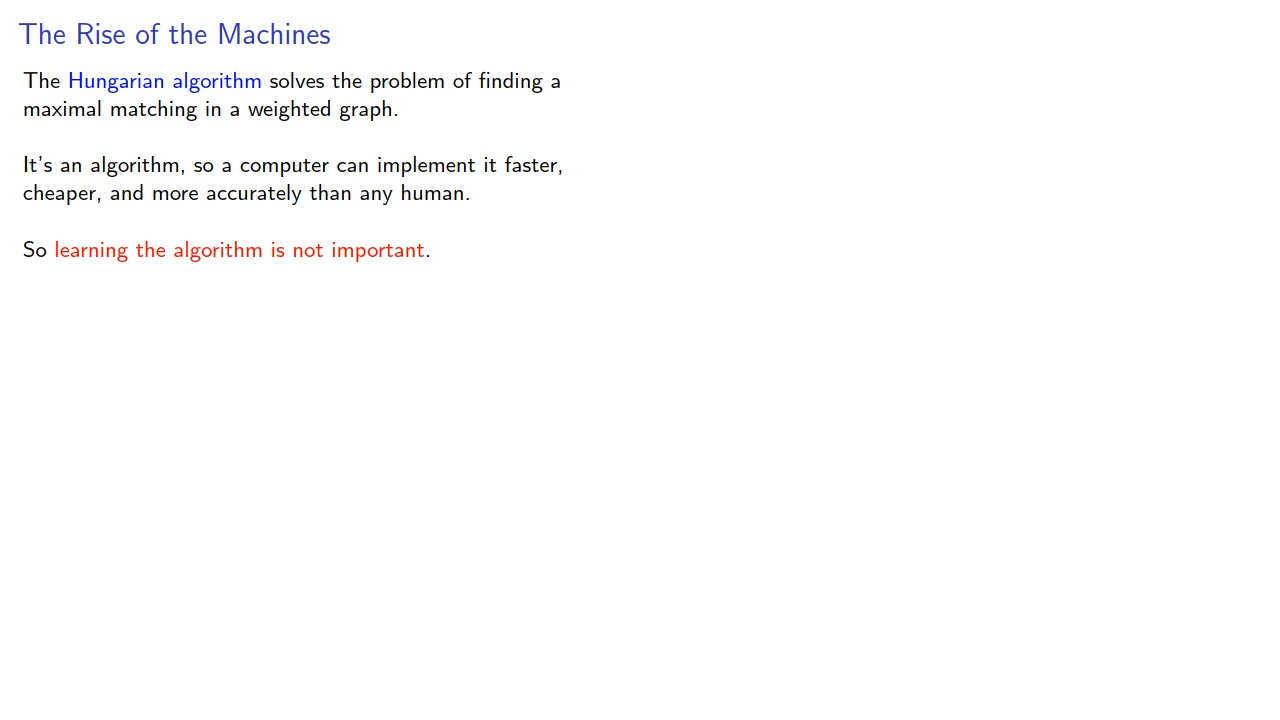 The Rise of the Machines
The Hungarian algorithm solves the problem of finding a
maximal matching in a weighted graph.
It's an algorithm, so a computer can implement it faster,
cheaper, and more accurately than any human.
So learning the algorithm is not important.